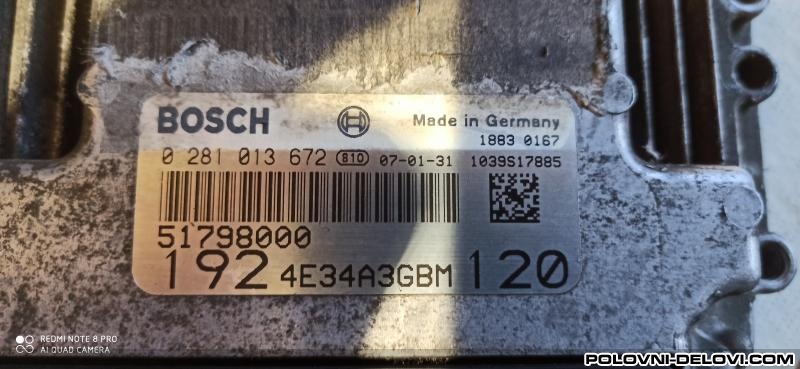 BOSCH Made in Germany
1883 0167
0 281 013 672 810 07-01-31 1039S17885
51798000
192 4E34A3GBM 120
REDMI NOTE 8 PRO
AI QUAD CAMERA
POLOVNI-DELOVI.COM